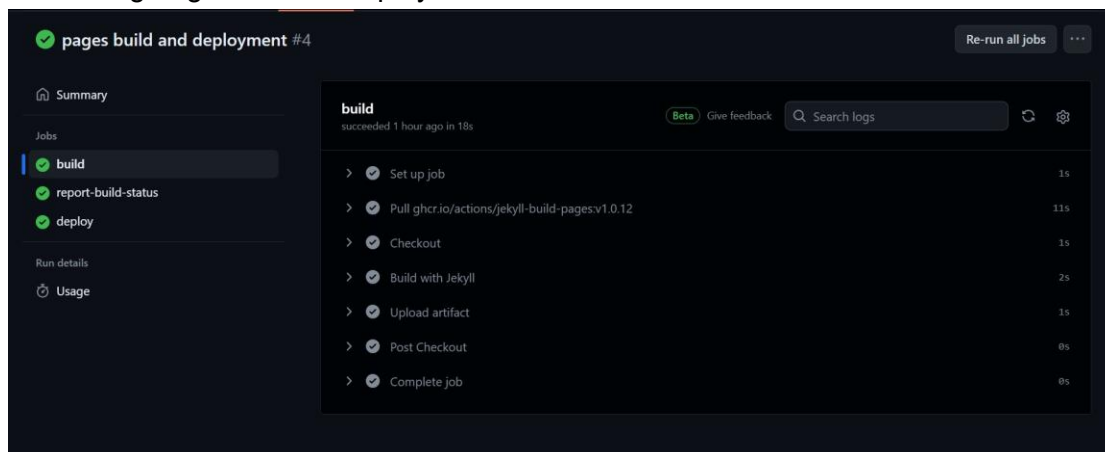 pages build and deployment #4
Re-run all jobs
Summary
Jobs
build
report-build-status
deploy
Run details
Usage
build
succeeded 1 hour ago in 18s
Beta Give feedback
Search logs
Set up job 1s
Pull ghcr.io/actions/jekyll-build-pages:v1.0.12 11s
Checkout 1s
Build with Jekyll 2s
Upload artifact 1s
Post Checkout 0s
Complete job 0s